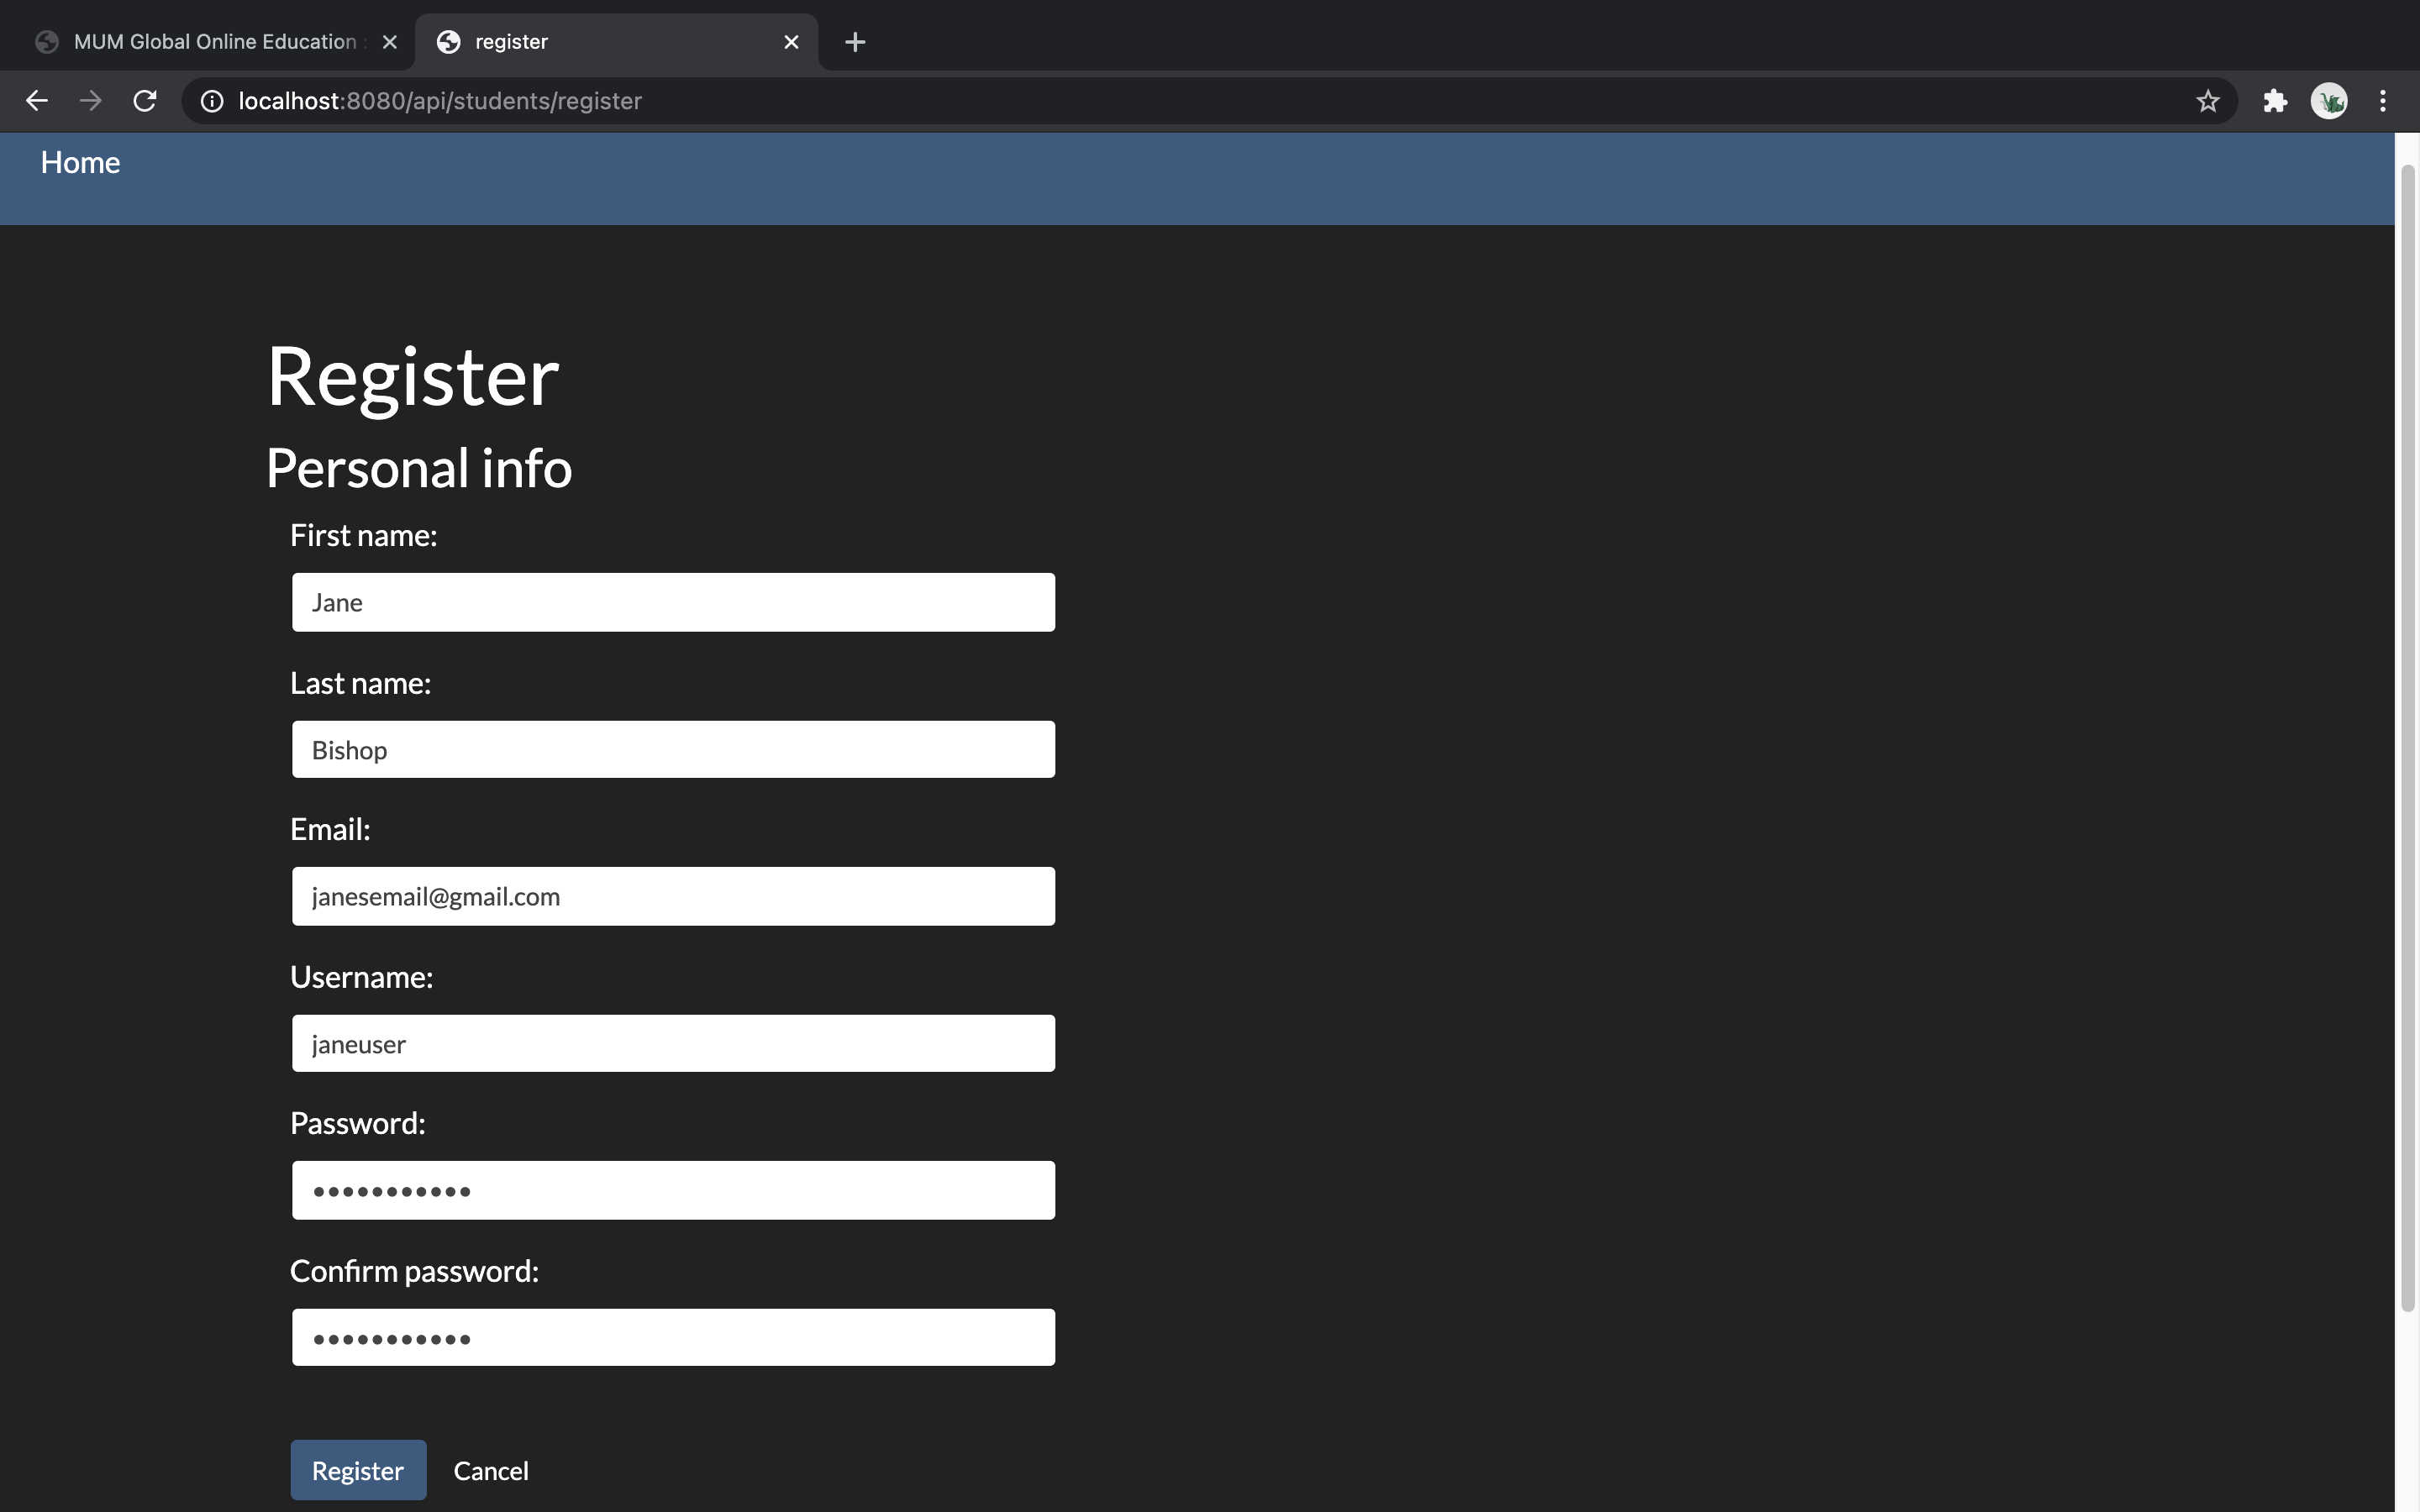 MUM Global Online Education
register
localhost:8080/api/students/register
Home
Register
Personal info
First name:
Jane
Last name:
Bishop
Email:
janesemail@gmail.com
Username:
janeuser
Password:
•••••••••••
Confirm password:
•••••••••••
Register Cancel